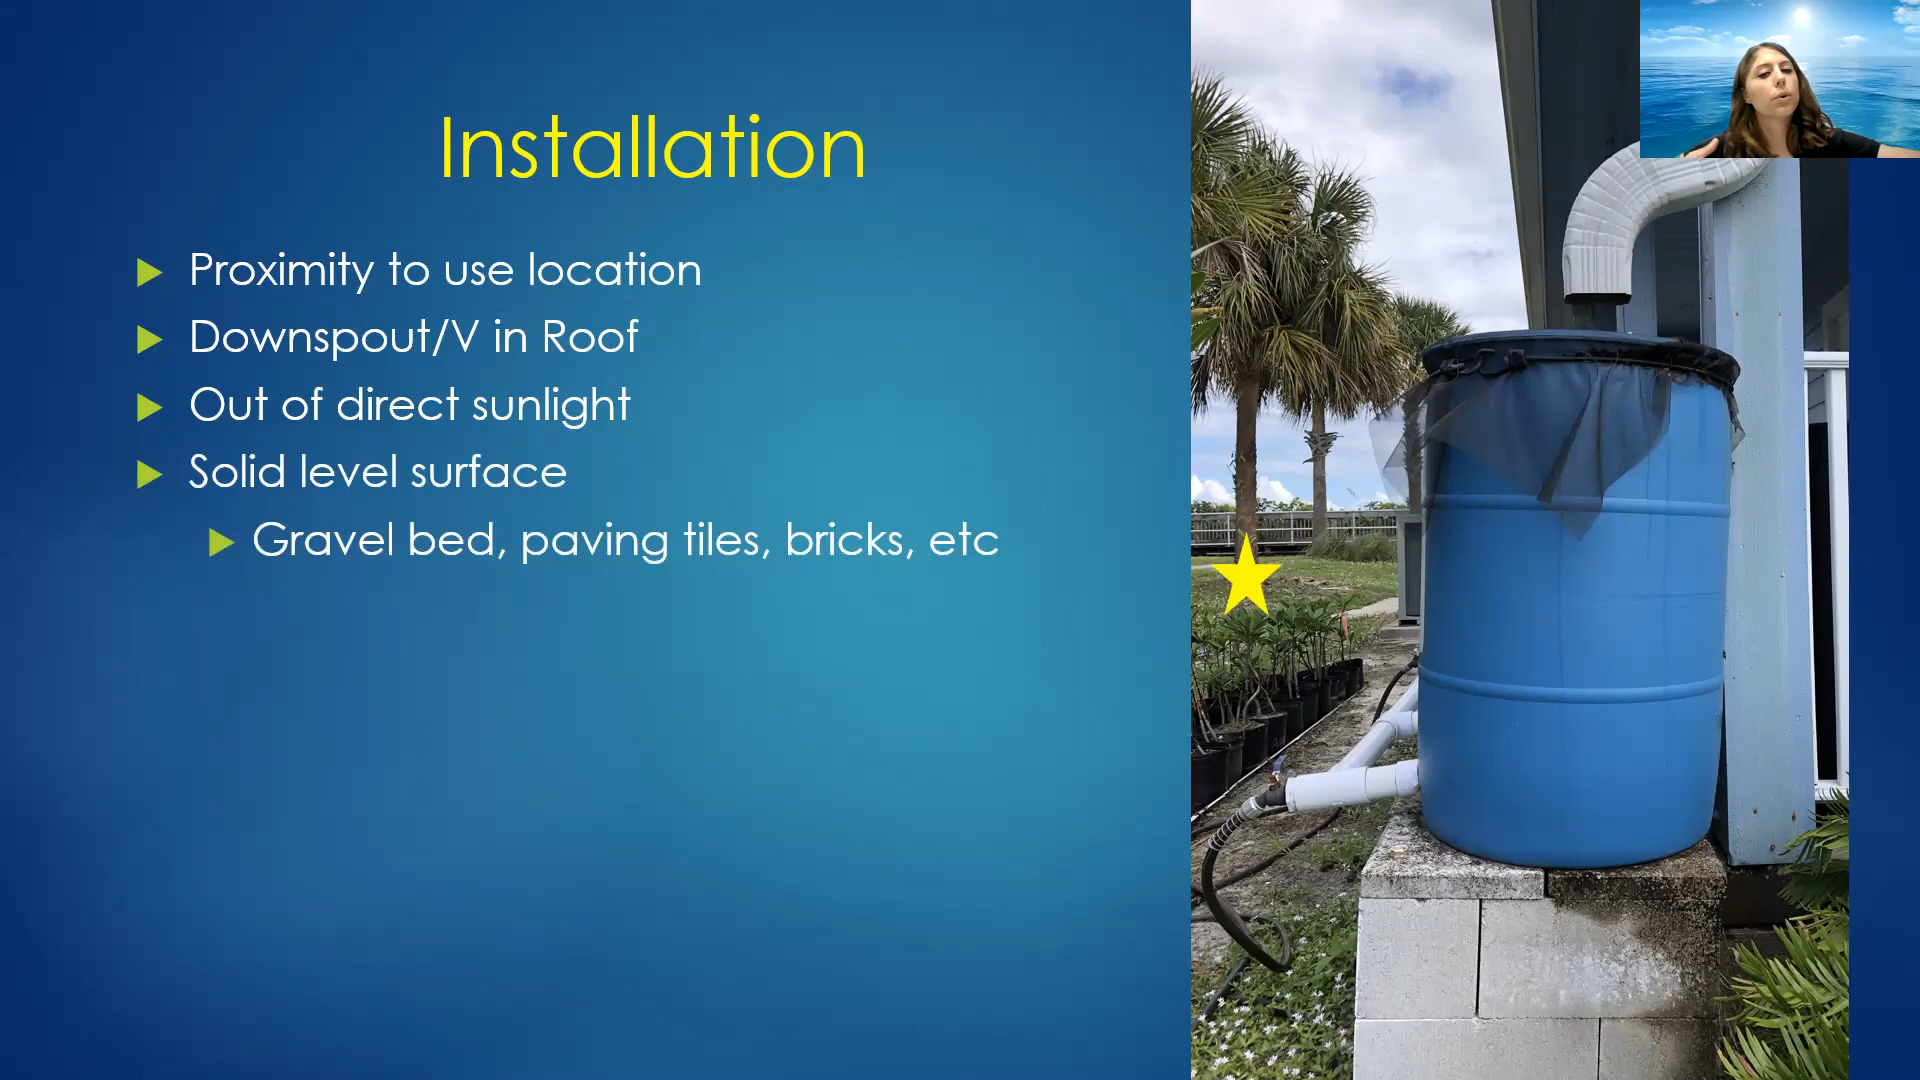 Installation
Proximity to use location
Downspout/V in Roof
Out of direct sunlight
Solid level surface
Gravel bed, paving tiles, bricks, etc